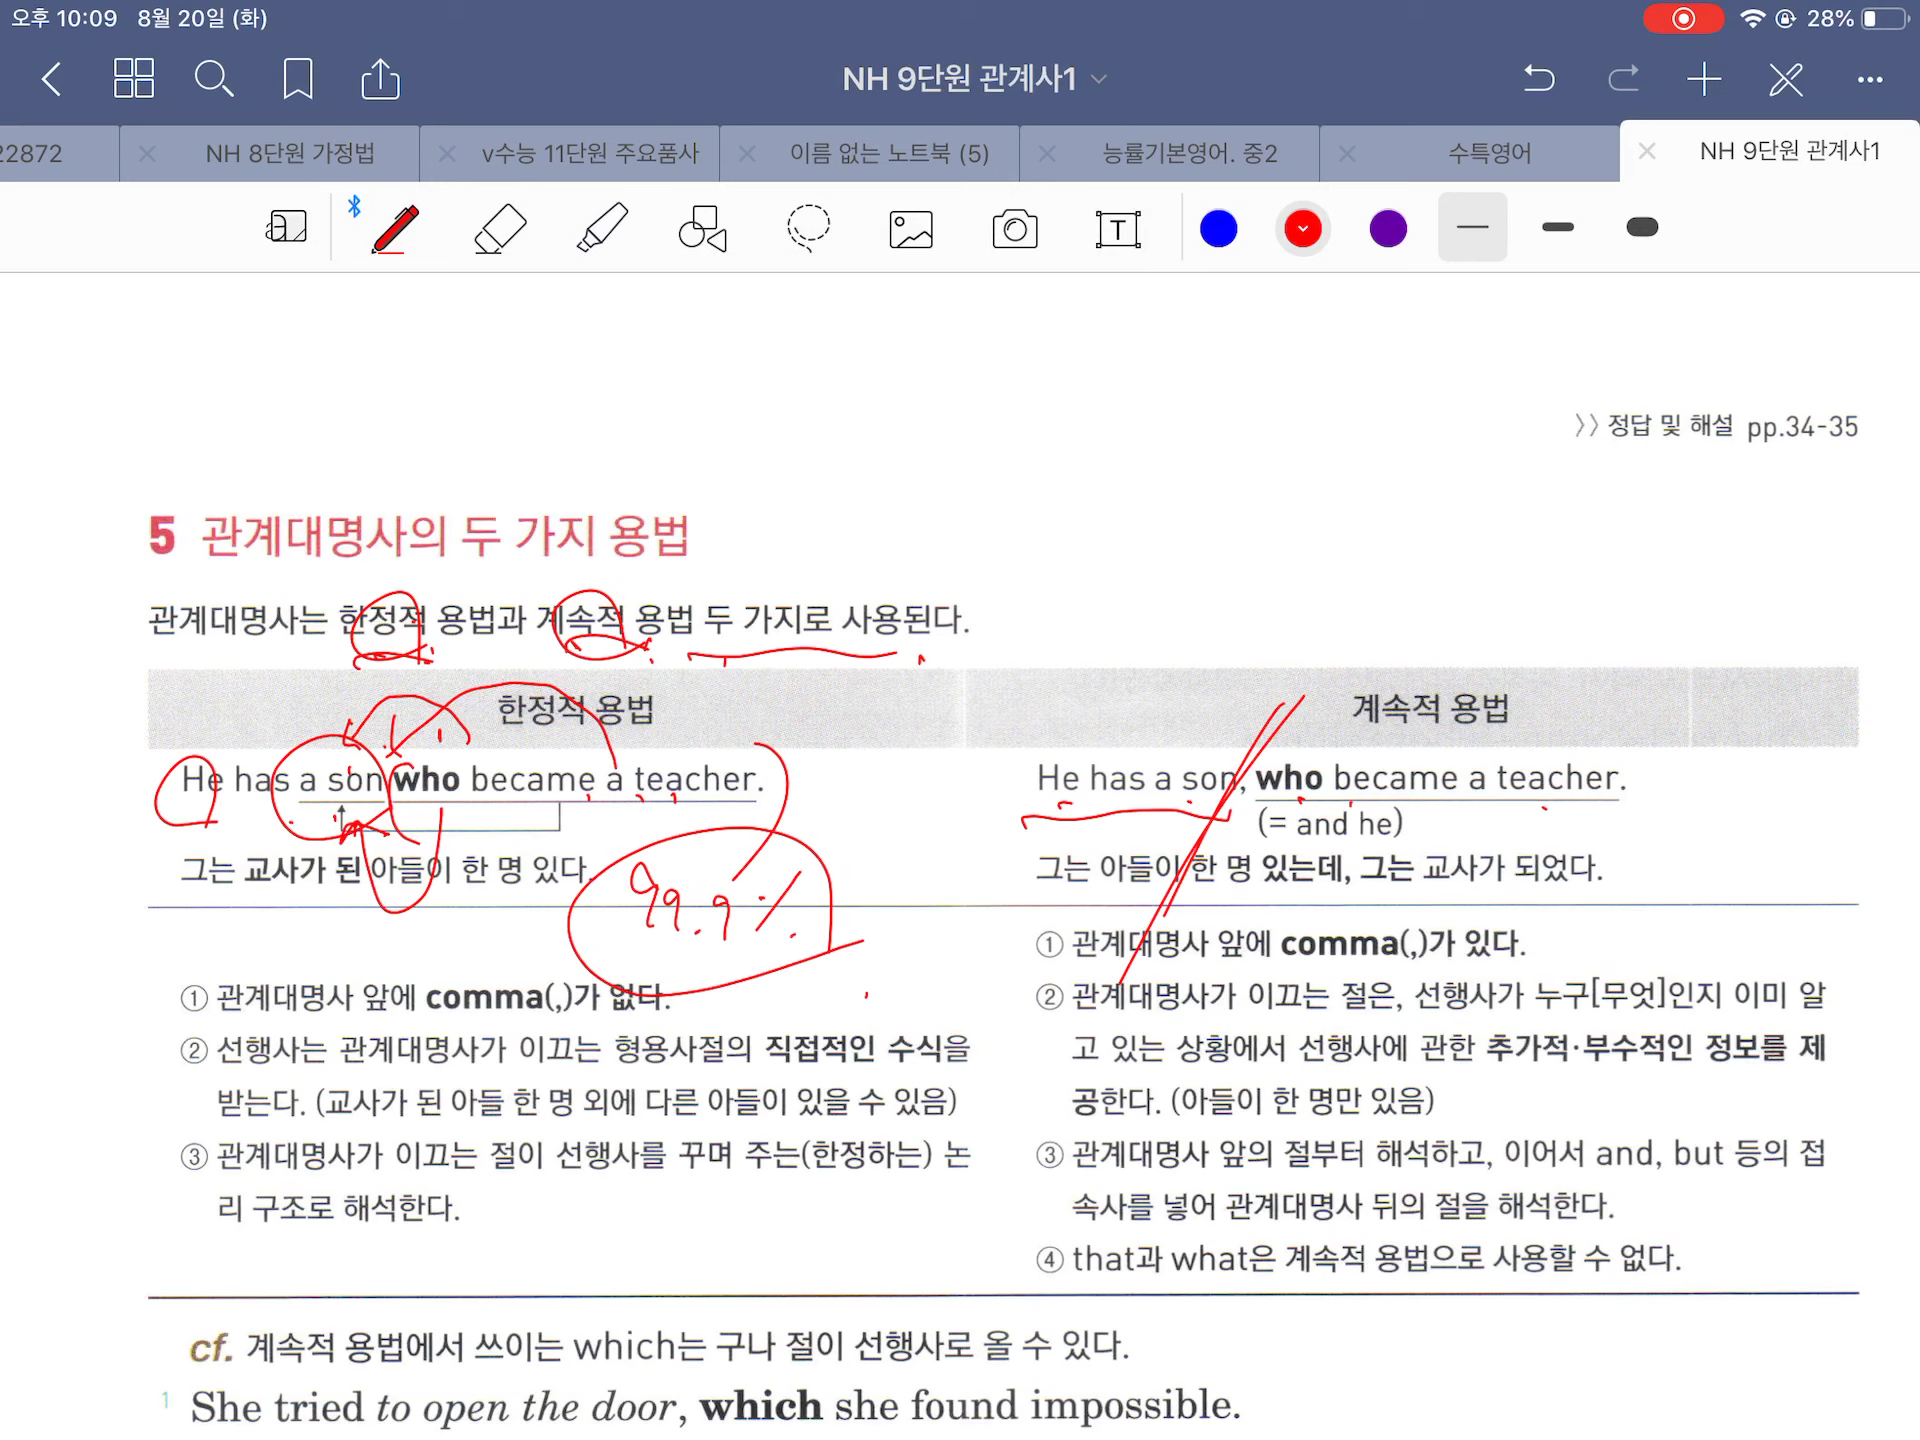 오후 10:09 8월 20일 (화)
28%
NH 9단원 관계사1
22872
NH 8단원 가정법
v수능 11단원 주요품사
이름 없는 노트북 (5)
능률기본영어. 중2
수특영어
NH 9단원 관계사1
T
〉〉 정답 및 해설 pp.34-35
5 관계대명사의 두 가지 용법
관계대명사는 한정적 용법과 계속적 용법 두 가지로 사용된다.
한정적 용법
계속적 용법
He has a son who became a teacher.
He has a son, who became a teacher.
(= and he)
그는 교사가 된 아들이 한 명 있다.
그는 아들이 한 명 있는데, 그는 교사가 되었다.
99.9%
① 관계대명사 앞에 comma(,)가 없다.
② 선행사는 관계대명사가 이끄는 형용사절의 직접적인 수식을
받는다. (교사가 된 아들 한 명 외에 다른 아들이 있을 수 있음)
③ 관계대명사가 이끄는 절이 선행사를 꾸며 주는(한정하는) 논
리 구조로 해석한다.
① 관계대명사 앞에 comma(,)가 있다.
② 관계대명사가 이끄는 절은, 선행사가 누구[무엇]인지 이미 알
고 있는 상황에서 선행사에 관한 추가적·부수적인 정보를 제
공한다. (아들이 한 명만 있음)
③ 관계대명사 앞의 절부터 해석하고, 이어서 and, but 등의 접
속사를 넣어 관계대명사 뒤의 절을 해석한다.
④ that과 what은 계속적 용법으로 사용할 수 없다.
cf. 계속적 용법에서 쓰이는 which는 구나 절이 선행사로 올 수 있다.
1 She tried to open the door, which she found impossible.